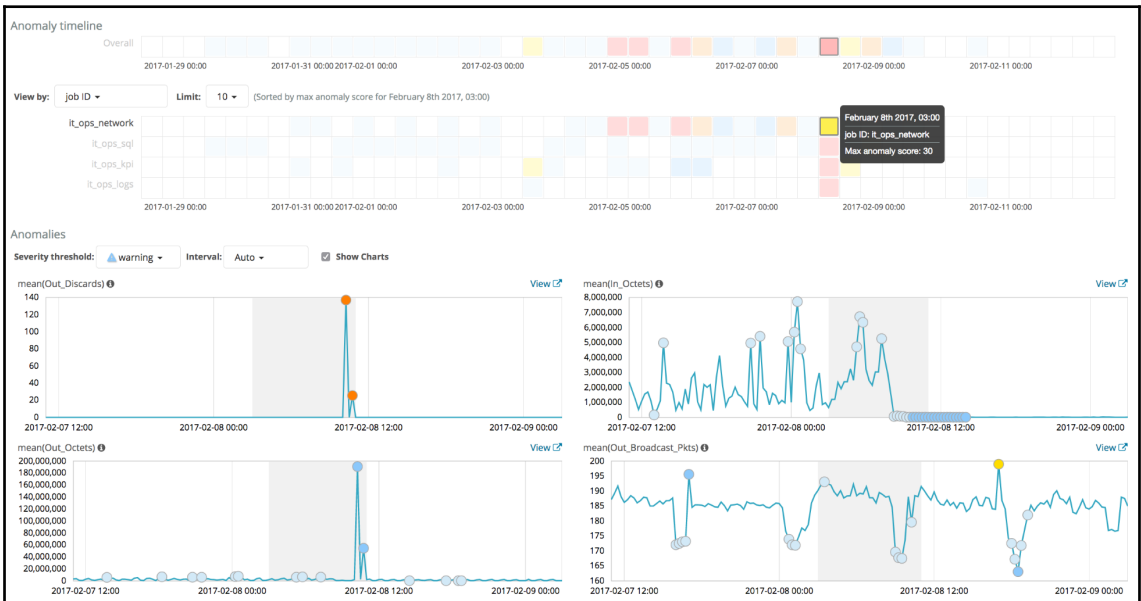 Anomaly timeline
Overall
2017-01-29 00:00 2017-01-31 00:00 2017-02-01 00:00 2017-02-03 00:00 2017-02-05 00:00 2017-02-07 00:00 2017-02-09 00:00 2017-02-11 00:00
View by: job ID Limit: 10 (Sorted by max anomaly score for February 8th 2017, 03:00)
February 8th 2017, 03:00
it_ops_network
job ID: it_ops_network
it_ops_sql
Max anomaly score: 30
it_ops_kpi
it_ops_logs
2017-01-29 00:00 2017-01-31 00:00 2017-02-01 00:00 2017-02-03 00:00 2017-02-05 00:00 2017-02-07 00:00 2017-02-09 00:00 2017-02-11 00:00
Anomalies
Severity threshold: warning Interval: Auto Show Charts
mean(Out_Discards) View
140
120
100
80
60
40
20
0
2017-02-07 12:00 2017-02-08 00:00 2017-02-08 12:00 2017-02-09 00:00
mean(In_Octets) View
8,000,000
7,000,000
6,000,000
5,000,000
4,000,000
3,000,000
2,000,000
1,000,000
2017-02-07 12:00 2017-02-08 00:00 2017-02-08 12:00 2017-02-09 00:00
mean(Out_Octets) View
200,000,000
180,000,000
160,000,000
140,000,000
120,000,000
100,000,000
80,000,000
60,000,000
40,000,000
20,000,000
0
2017-02-07 12:00 2017-02-08 00:00 2017-02-08 12:00 2017-02-09 00:00
mean(Out_Broadcast_Pkts) View
200
195
190
185
180
175
170
165
160
2017-02-07 12:00 2017-02-08 00:00 2017-02-08 12:00 2017-02-09 00:00